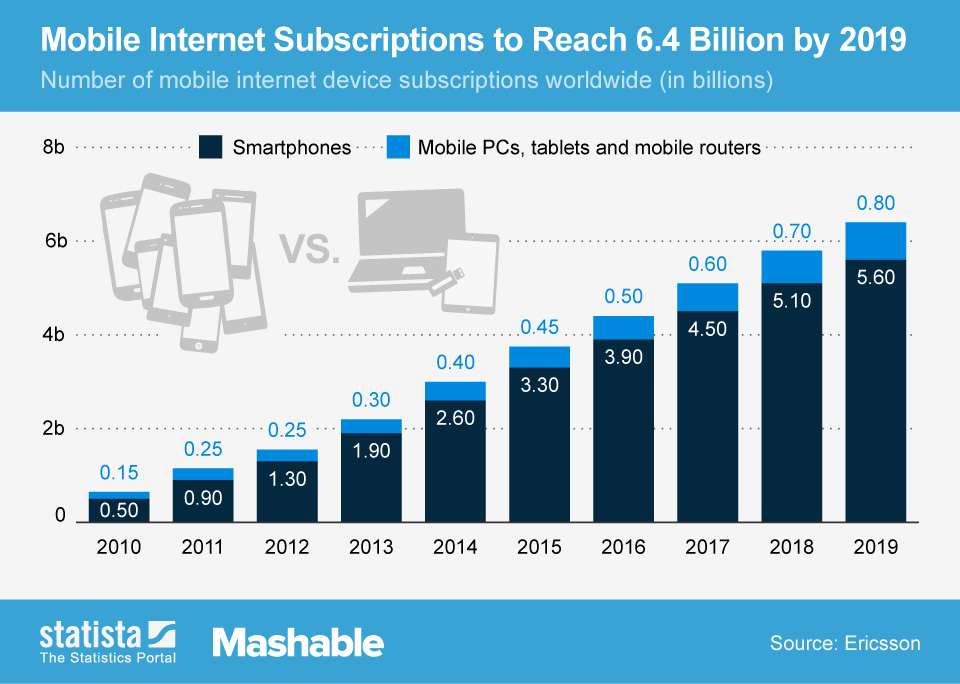 Mobile Internet Subscriptions to Reach 6.4 Billion by 2019
Number of mobile internet device subscriptions worldwide (in billions)
8b
Smartphones
Mobile PCs, tablets and mobile routers
0.80
6b
VS.
0.70
5.60
0.60
5.10
0.50
4.50
4b
0.45
3.90
0.40
3.30
0.30
2.60
2b
0.25
1.90
0.25
1.30
0.15
0.90
0.50
0
2010 2011 2012 2013 2014 2015 2016 2017 2018 2019
statista
The Statistics Portal
Mashable
Source: Ericsson